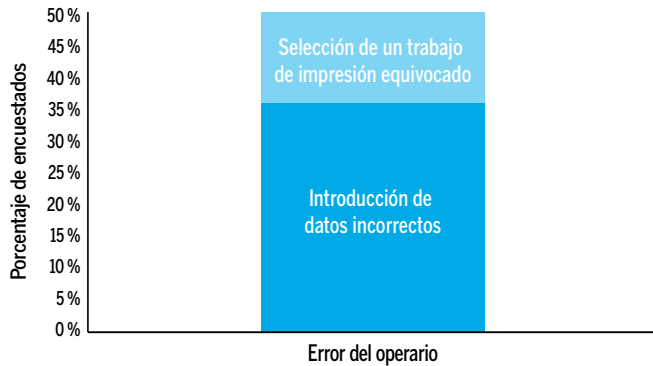 50 %
45 %
40 %
35 %
30 %
25 %
20 %
15 %
10 %
5 %
0 %
Porcentaje de encuestados
Selección de un trabajo
de impresión equivocado
Introducción de
datos incorrectos
Error del operario